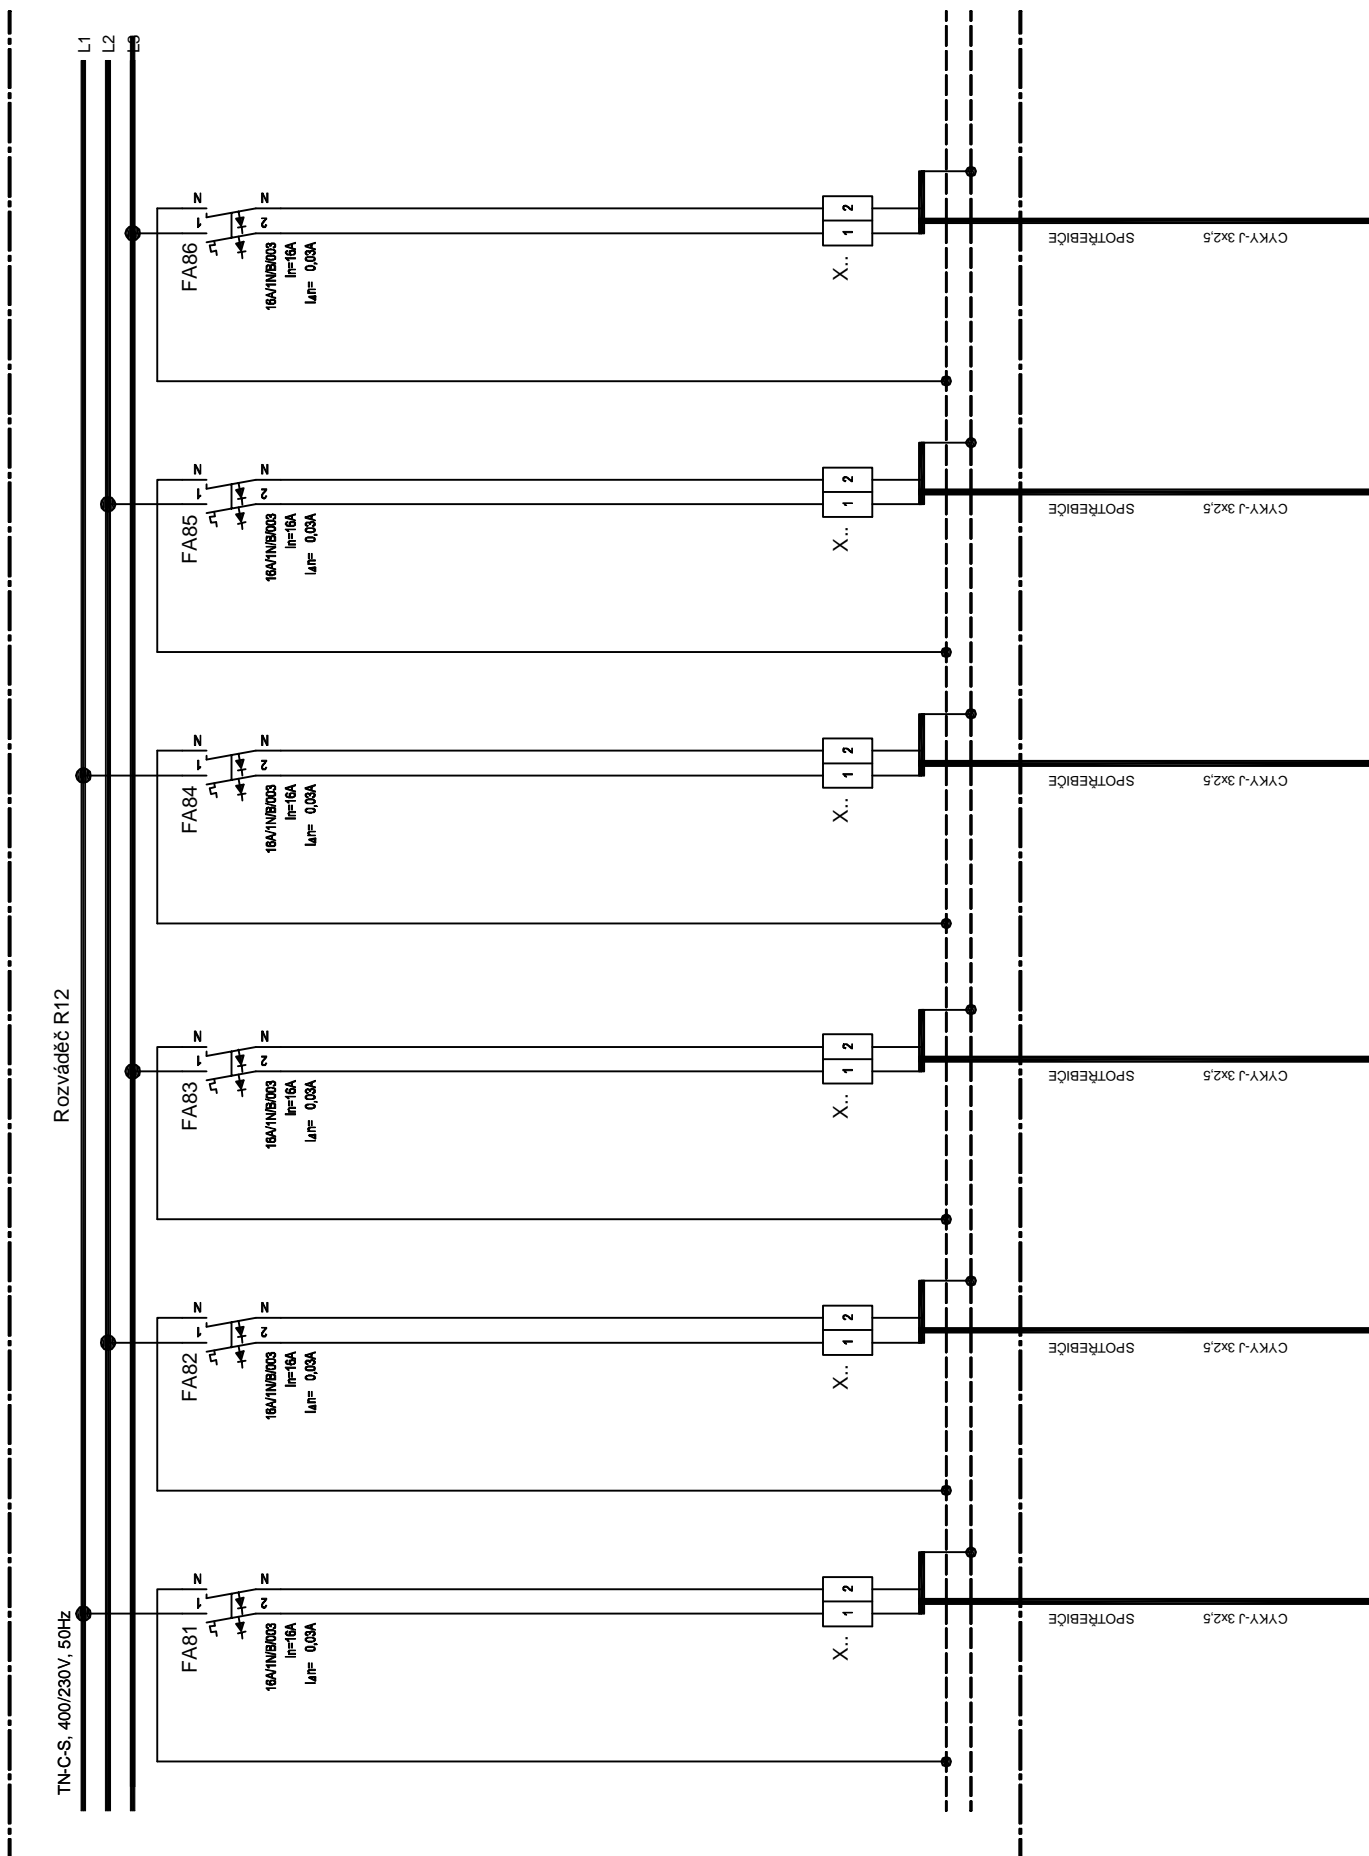 TN-C-S, 400/230V, 50Hz
Rozváděč R12
L1
L2
L3
FA81
1
N
2
N
16A/1N/B/003
In=16A
IΔn= 0,03A
X..
1
2
SPOTŘEBIČE
CYKY-J 3x2,5
FA82
1
N
2
N
16A/1N/B/003
In=16A
IΔn= 0,03A
X..
1
2
SPOTŘEBIČE
CYKY-J 3x2,5
FA83
1
N
2
N
16A/1N/B/003
In=16A
IΔn= 0,03A
X..
1
2
SPOTŘEBIČE
CYKY-J 3x2,5
FA84
1
N
2
N
16A/1N/B/003
In=16A
IΔn= 0,03A
X..
1
2
SPOTŘEBIČE
CYKY-J 3x2,5
FA85
1
N
2
N
16A/1N/B/003
In=16A
IΔn= 0,03A
X..
1
2
SPOTŘEBIČE
CYKY-J 3x2,5
FA86
1
N
2
N
16A/1N/B/003
In=16A
IΔn= 0,03A
X..
1
2
SPOTŘEBIČE
CYKY-J 3x2,5